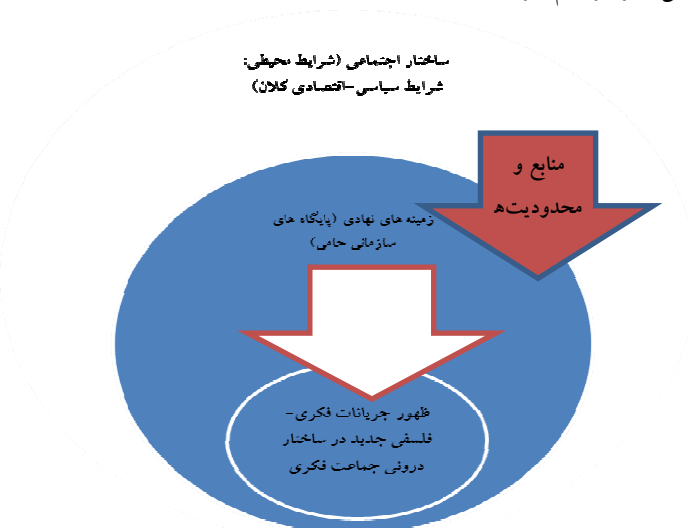 ساختار اجتماعی (شرایط محیطی:
شرایط سیاسی-اقتصادی کلان)
منابع و
محدودیت‌ه
زمینه های نهادی (پایگاه های
سازمانی حامی)
ظهور جریانات فکری-
فلسفی جدید در ساختار
درونی جماعت فکری